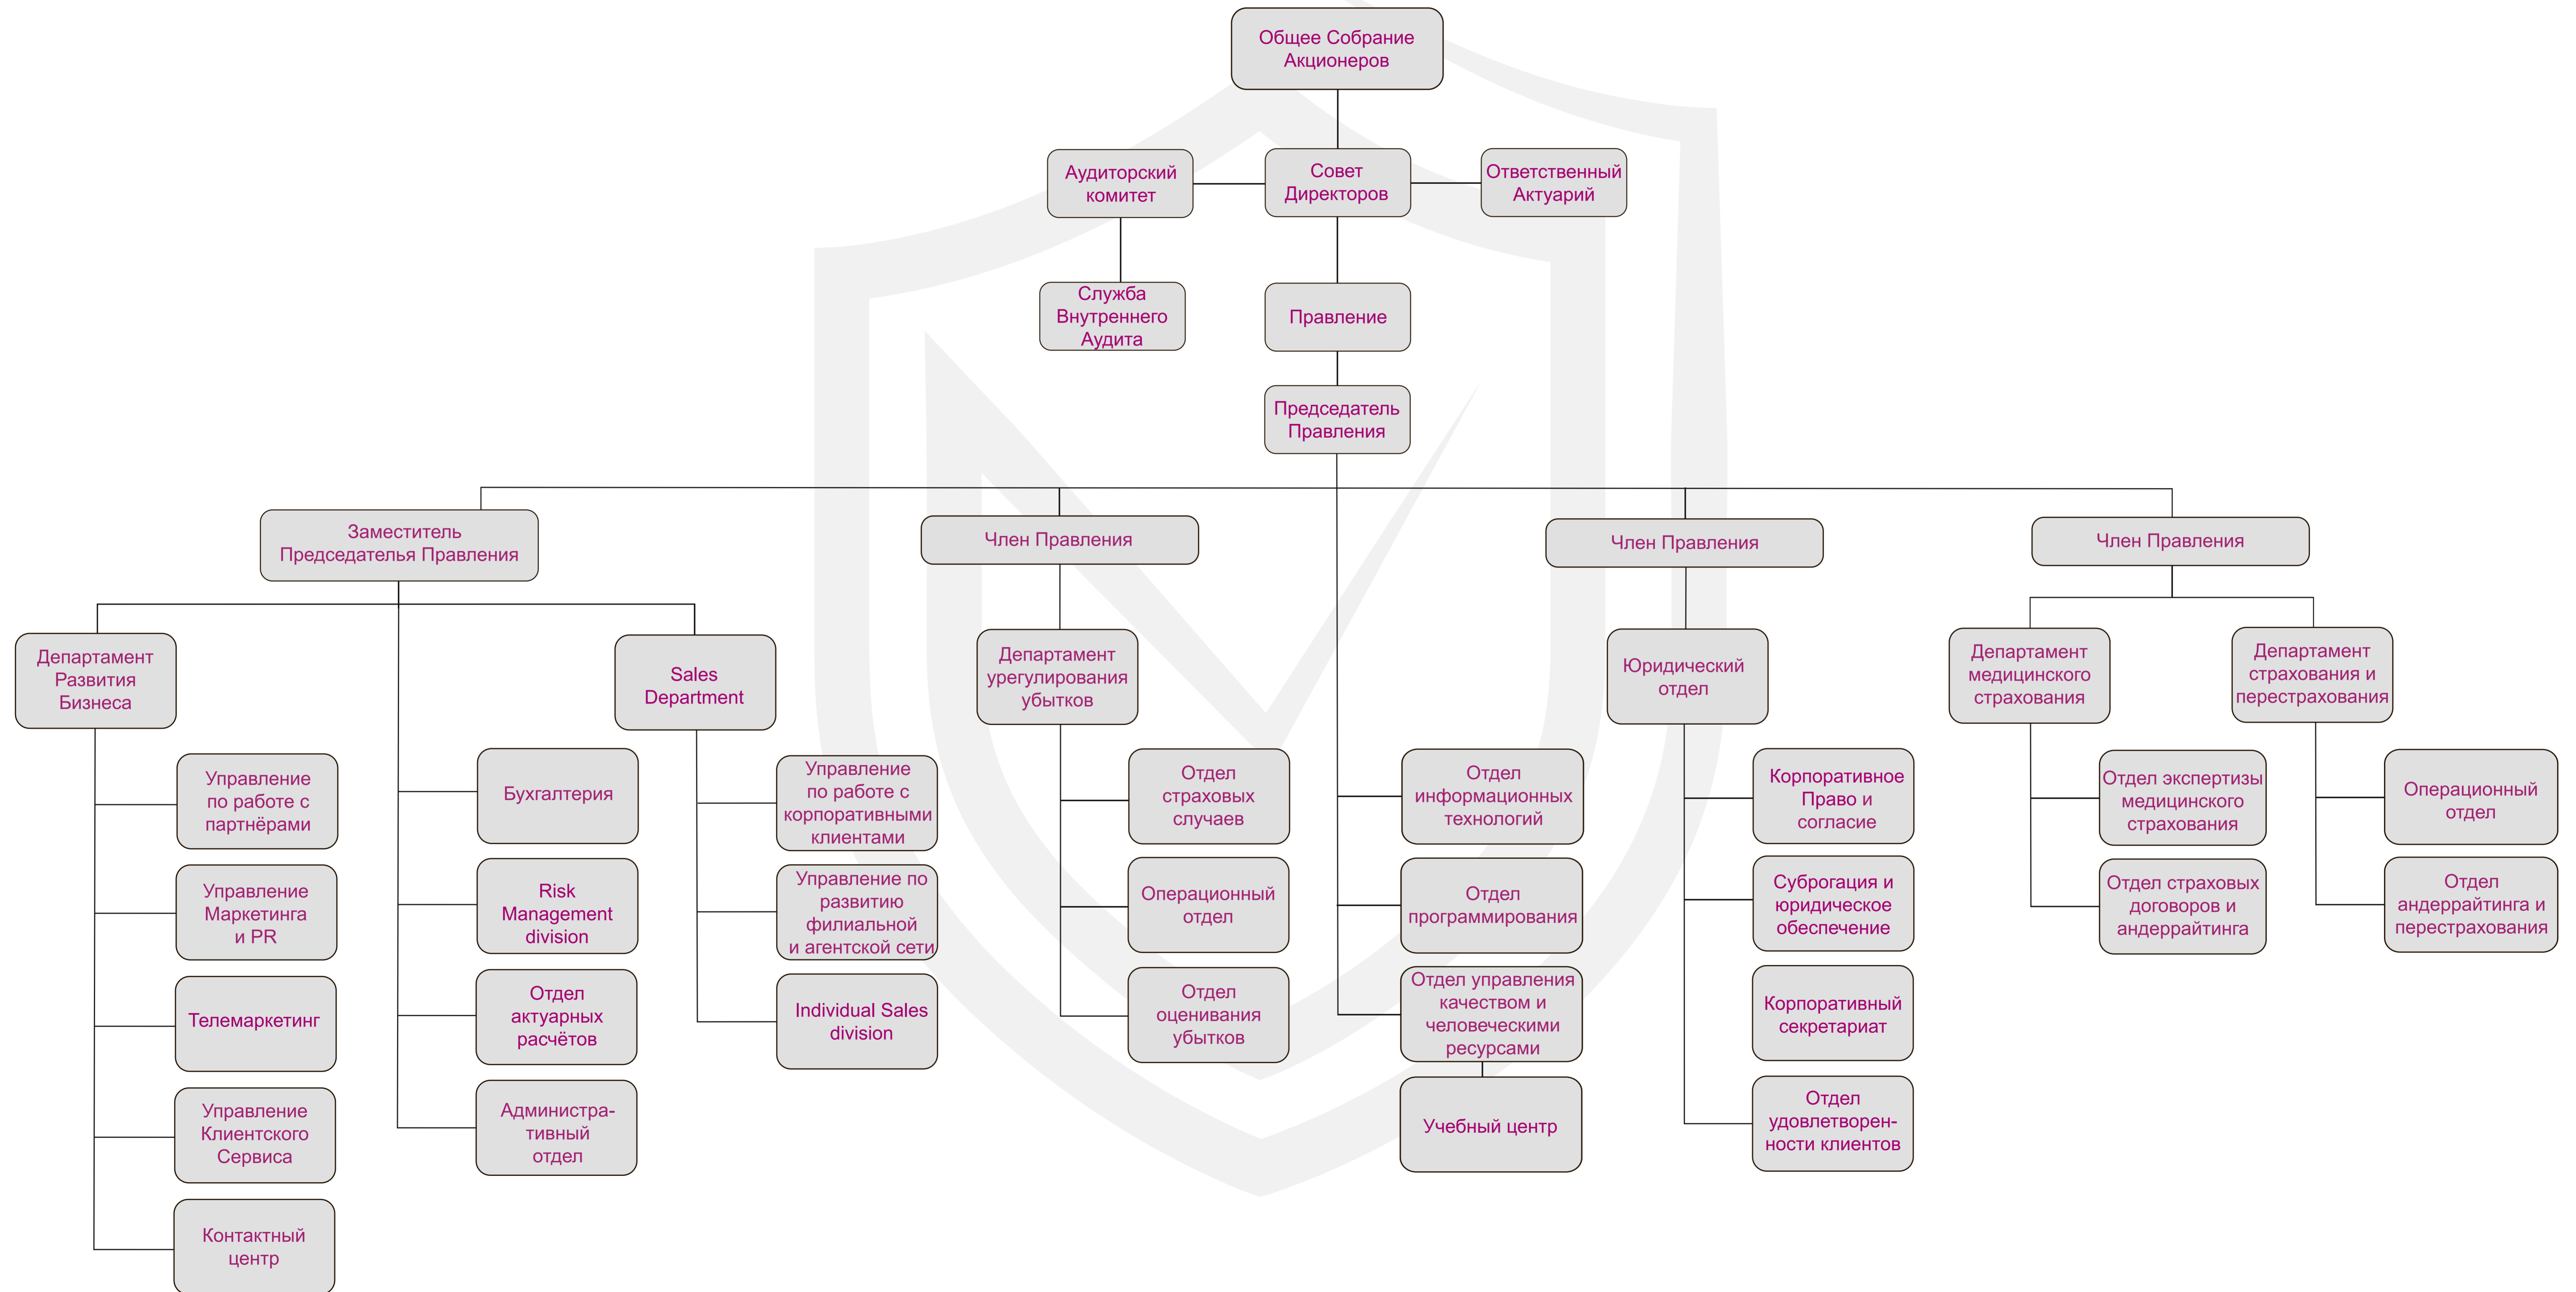 Общее Собрание
Акционеров
Аудиторский
комитет
Совет
Директоров
Ответственный
Актуарий
Служба
Внутреннего
Аудита
Правление
Председатель
Правления
Заместитель
Председателья Правления
Член Правления
Член Правления
Член Правления
Департамент
Развития
Бизнеса
Sales
Department
Департамент
урегулирования
убытков
Юридический
отдел
Департамент
медицинского
страхования
Департамент
страхования и
перестрахования
Управление
по работе с
партнёрами
Управление
Маркетинга
и PR
Телемаркетинг
Управление
Клиентского
Сервиса
Контактный
центр
Бухгалтерия
Risk
Management
division
Отдел
актуарных
расчётов
Администра-
тивный
отдел
Управление
по работе с
корпоративными
клиентами
Управление по
развитию
филиальной
и агентской сети
Individual Sales
division
Отдел
страховых
случаев
Операционный
отдел
Отдел
оценивания
убытков
Отдел
информационных
технологий
Отдел
программирования
Отдел управления
качеством и
человеческими
ресурсами
Учебный центр
Корпоративное
Право и
согласие
Суброгация и
юридическое
обеспечение
Корпоративный
секретариат
Отдел
удовлетворен-
ности клиентов
Отдел экспертизы
медицинского
страхования
Отдел страховых
договоров и
андеррайтинга
Операционный
отдел
Отдел
андеррайтинга и
перестрахования